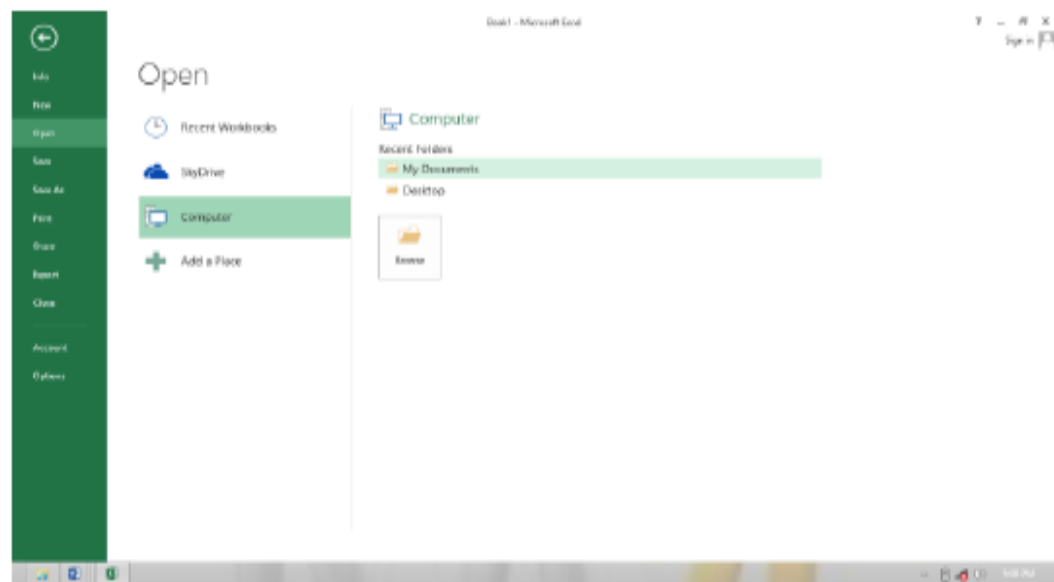 Book1 - Microsoft Excel
?
Sign in
Info
New
Open
Save
Save As
Print
Share
Export
Close
Account
Options
Open
Recent Workbooks
SkyDrive
Computer
Add a Place
Computer
Recent Folders
My Documents
Desktop
Browse